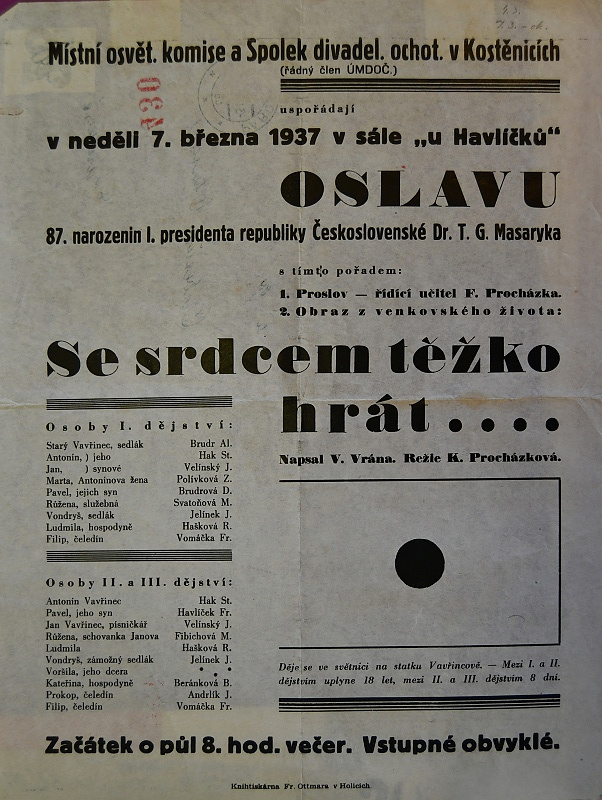 Místní osvět. komise a Spolek divadel. ochot. v Kostěnicích
(řádný člen ÚMDOČ.)
430
uspořádají
v neděli 7. března 1937 v sále „u Havlíčků"
OSLAVU
87. narozenin I. presidenta republiky Československé Dr. T. G. Masaryka
s tímto pořadem:
1. Proslov — řídící učitel F. Procházka.
2. Obraz z venkovského života:
Se srdcem těžko
hrát....
Napsal V. Vrána. Režie K. Procházková.
Osoby I. dějství:
Starý Vavřinec, sedlák Brudr Al.
Antonín, ) jeho Hak St.
Jan, ) synové Velínský J.
Marta, Antonínova žena Polívková Z.
Pavel, jejich syn Brudrová D.
Růžena, služebná Svatoňová M.
Vondryš, sedlák Jelínek J.
Ludmila, hospodyně Hašková R.
Filip, čeledín Vomáčka Fr.
Osoby II. a III. dějství:
Antonín Vavřinec Hak St.
Pavel, jeho syn Havlíček Fr.
Jan Vavřinec, písničkář Velínský J.
Růžena, schovanka Janova Fibichová M.
Ludmila Hašková R.
Vondryš, zámožný sedlák Jelínek J.
Voršila, jeho dcera * * *
Kateřina, hospodyně Beránková B.
Prokop, čeledín Andrlík J.
Filip, čeledín Vomáčka Fr.
Děje se ve světnici na statku Vavřincově. — Mezi I. a II.
dějstvím uplyne 18 let, mezi II. a III. dějstvím 8 dní.
Začátek o půl 8. hod. večer. Vstupné obvyklé.
Knihtiskárna Fr. Ottmara v Holicích.